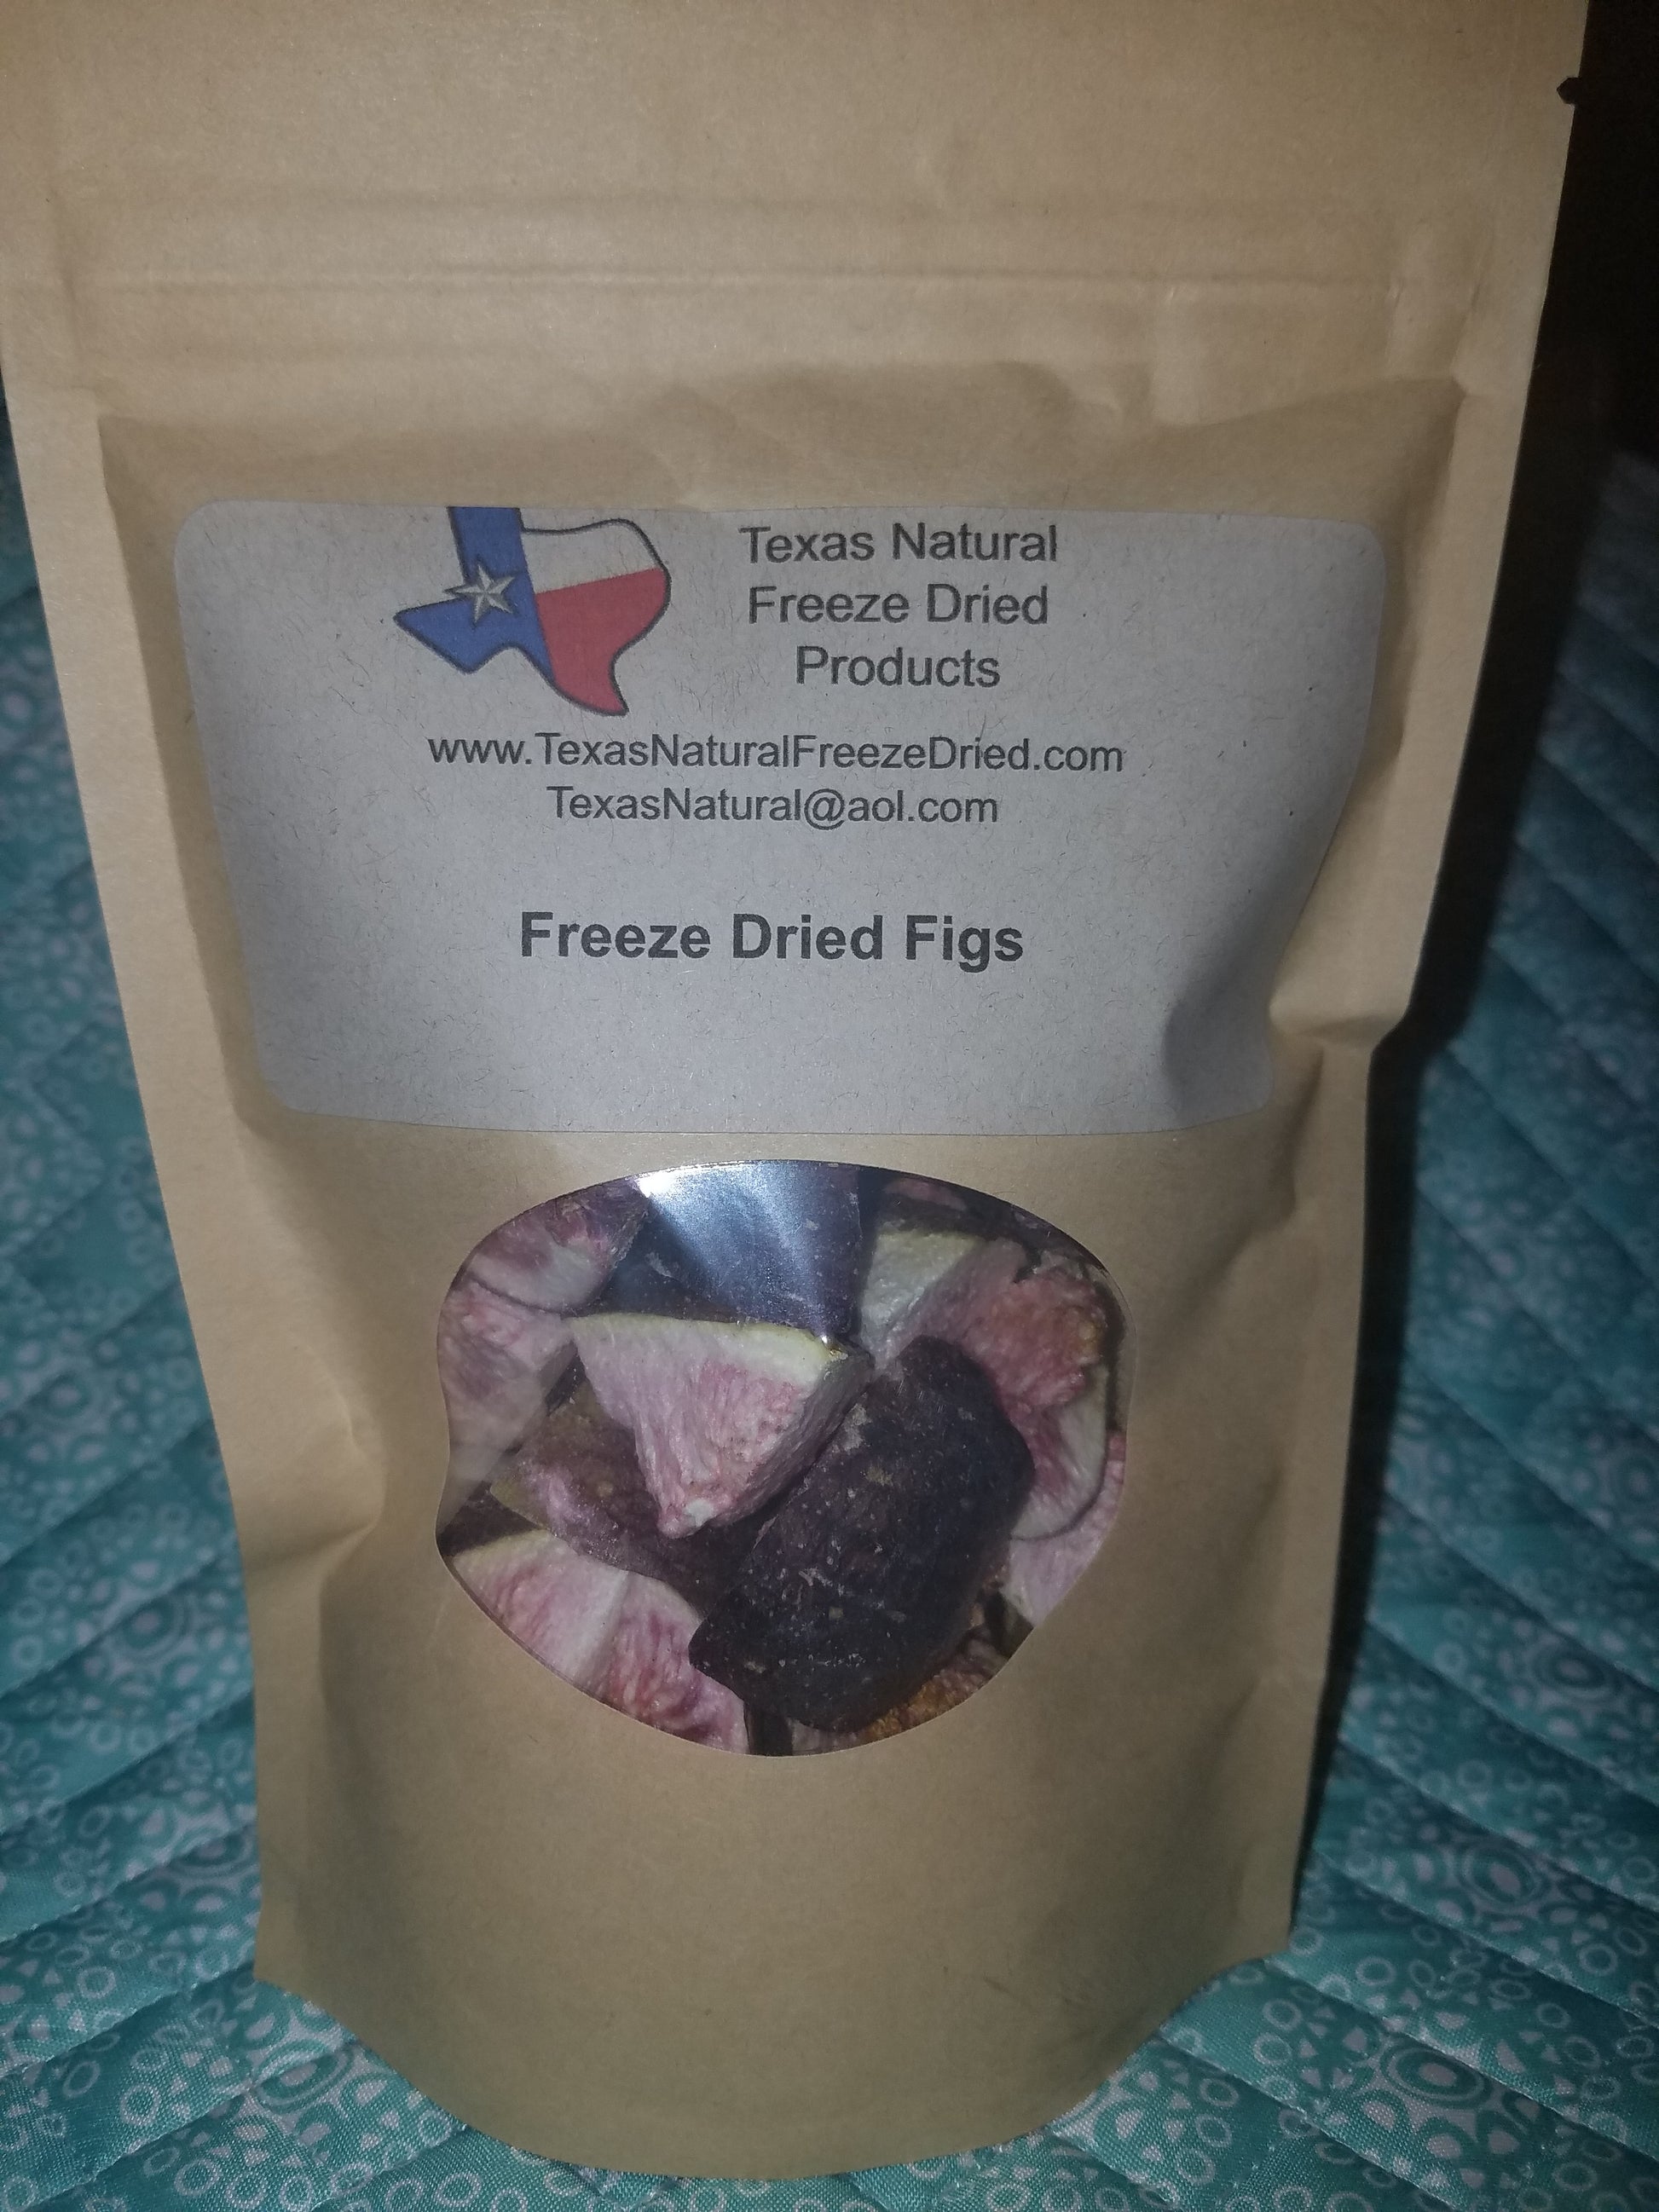 Texas Natural
Freeze Dried
Products
www.TexasNaturalFreezeDried.com
TexasNatural@aol.com
Freeze Dried Figs